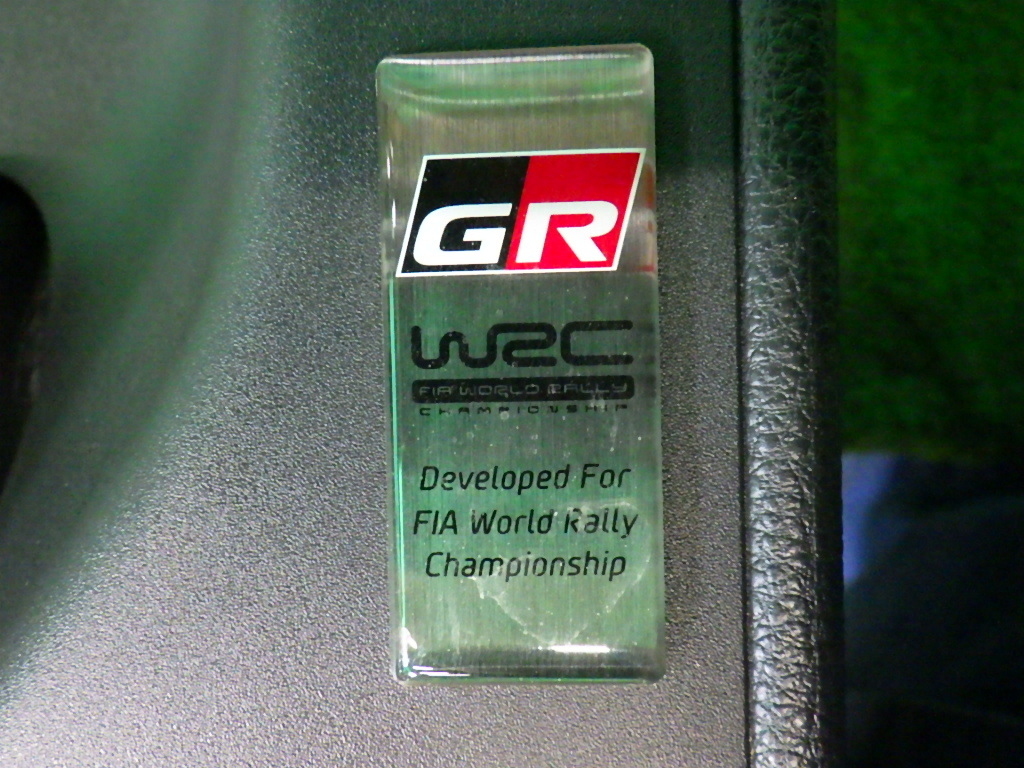 GR
WRC
FIA WORLD RALLY
CHAMPIONSHIP
Developed For
FIA World Rally
Championship